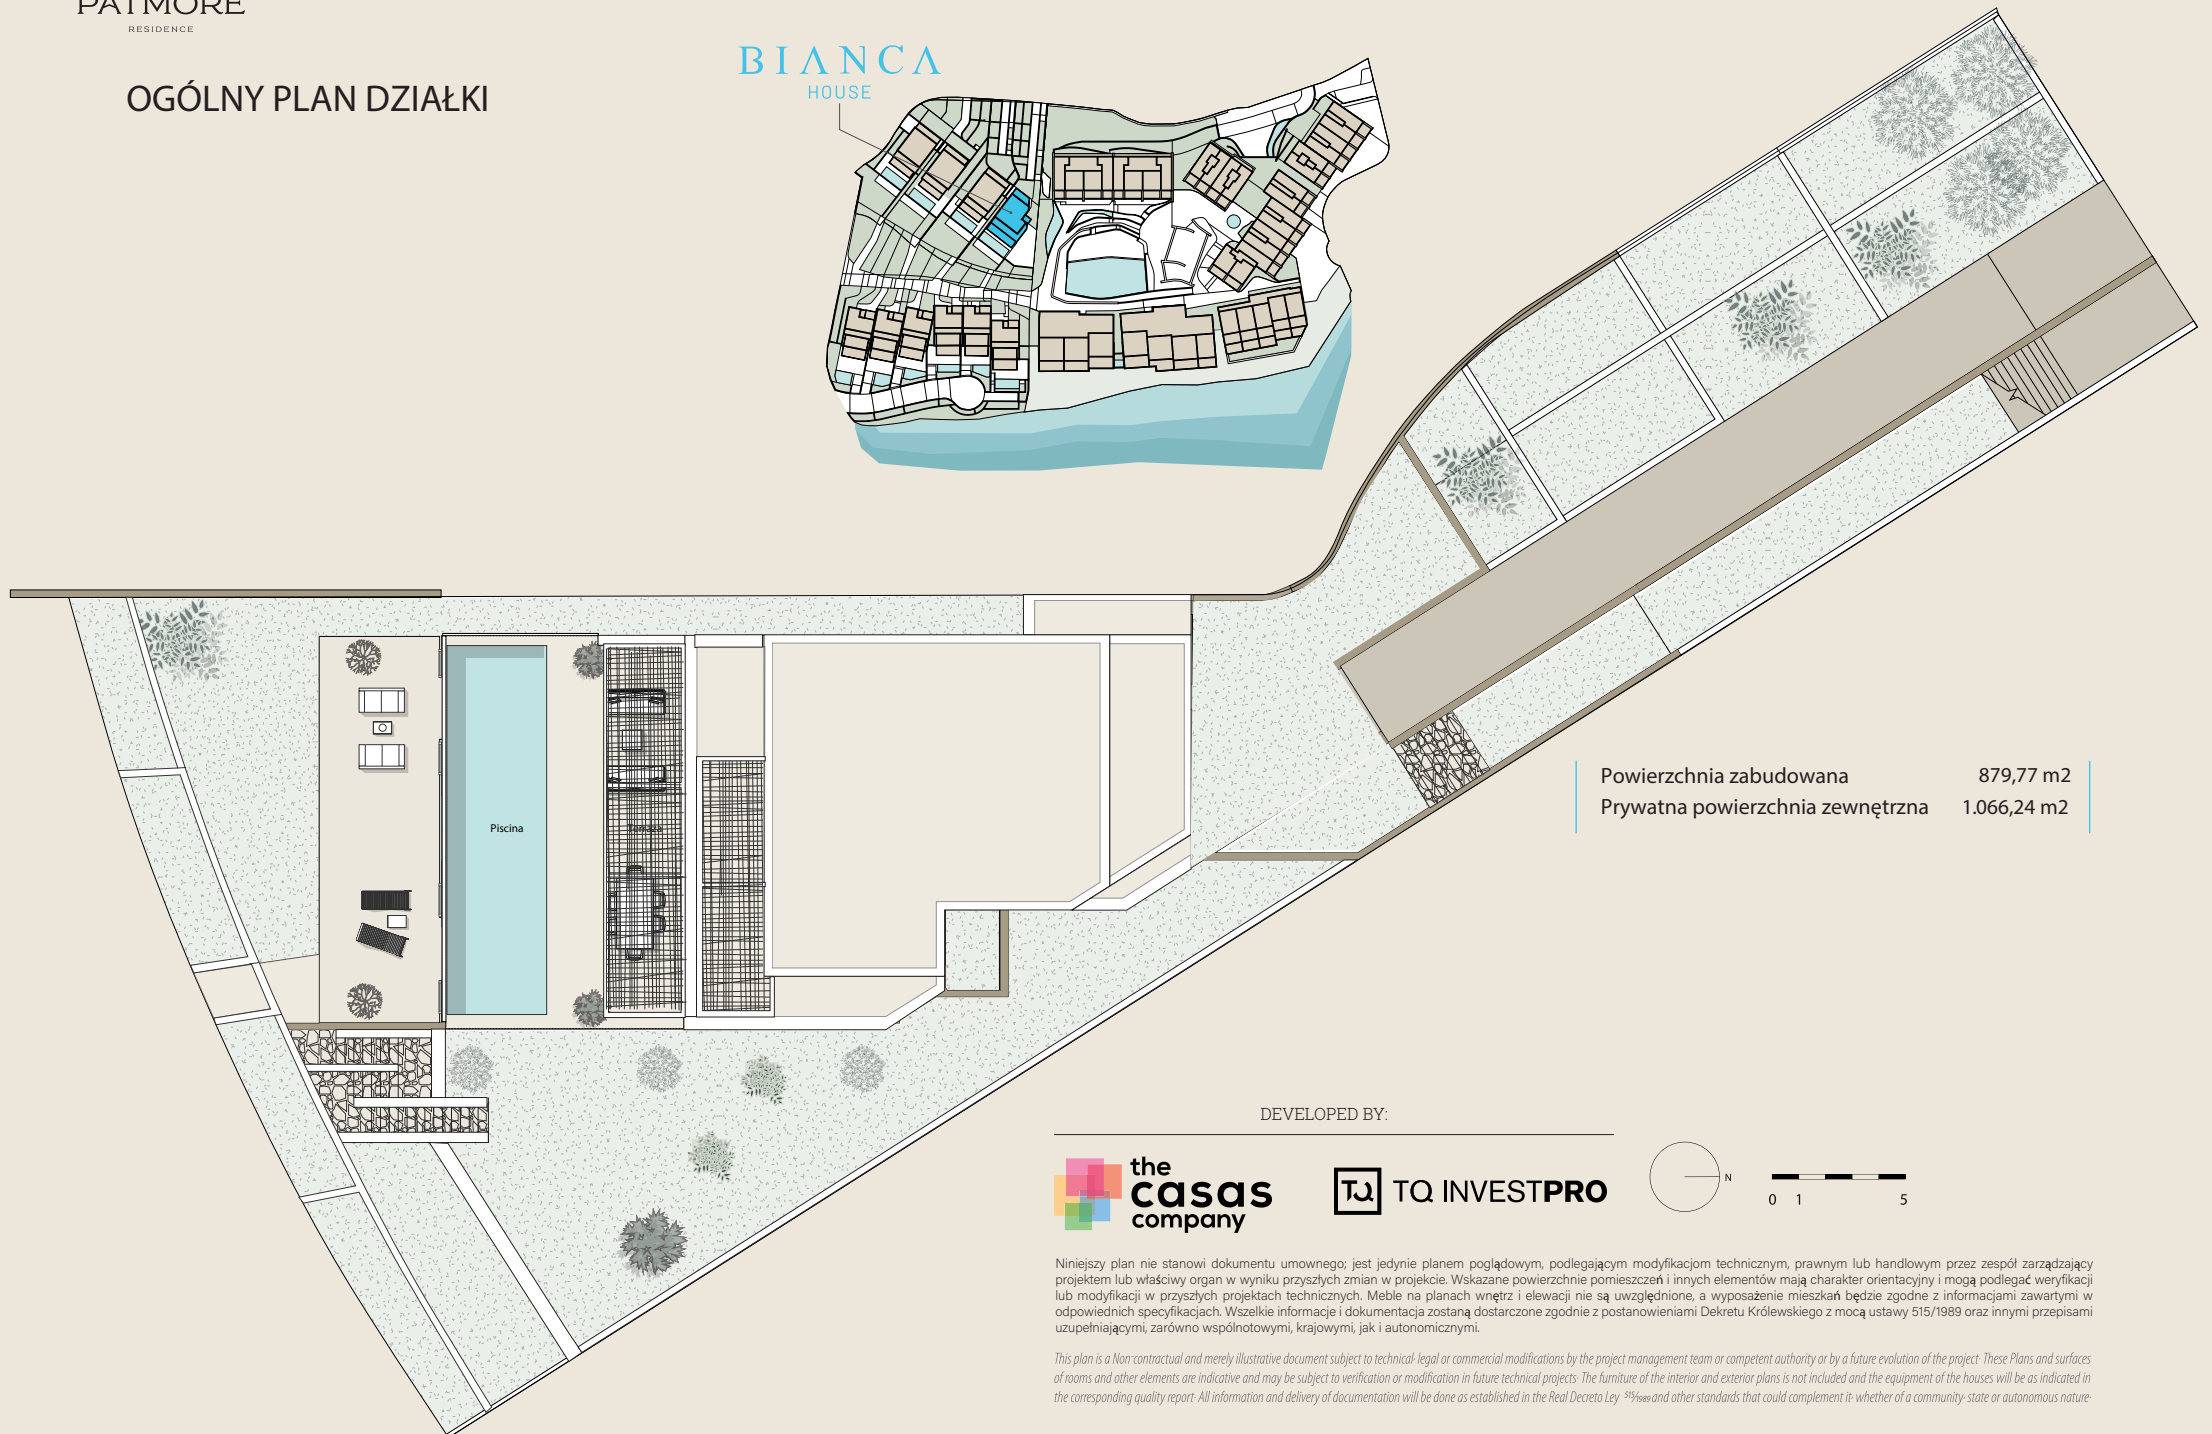 PATMORE
RESIDENCE
OGÓLNY PLAN DZIAŁKI
BIANCA
HOUSE
Piscina
Terraza
Powierzchnia zabudowana 879,77 m2
Prywatna powierzchnia zewnętrzna 1.066,24 m2
DEVELOPED BY:
the
casas
company
TQ TQ INVESTPRO
N
0 1 5
Niniejszy plan nie stanowi dokumentu umownego; jest jedynie planem poglądowym, podlegającym modyfikacjom technicznym, prawnym lub handlowym przez zespół zarządzający
projektem lub właściwy organ w wyniku przyszłych zmian w projekcie. Wskazane powierzchnie pomieszczeń i innych elementów mają charakter orientacyjny i mogą podlegać weryfikacji
lub modyfikacji w przyszłych projektach technicznych. Meble na planach wnętrz i elewacji nie są uwzględnione, a wyposażenie mieszkań będzie zgodne z informacjami zawartymi w
odpowiednich specyfikacjach. Wszelkie informacje i dokumentacja zostaną dostarczone zgodnie z postanowieniami Dekretu Królewskiego z mocą ustawy 515/1989 oraz innymi przepisami
uzupełniającymi, zarówno wspólnotowymi, krajowymi, jak i autonomicznymi.
This plan is a Non-contractual and merely illustrative document subject to technical· legal or commercial modifications by the project management team or competent authority or by a future evolution of the project· These Plans and surfaces
of rooms and other elements are indicative and may be subject to verification or modification in future technical projects· The furniture of the interior and exterior plans is not included and the equipment of the houses will be as indicated in
the corresponding quality report· All information and delivery of documentation will be done as established in the Real Decreto Ley 515/1989 and other standards that could complement it· whether of a community· state or autonomous nature·